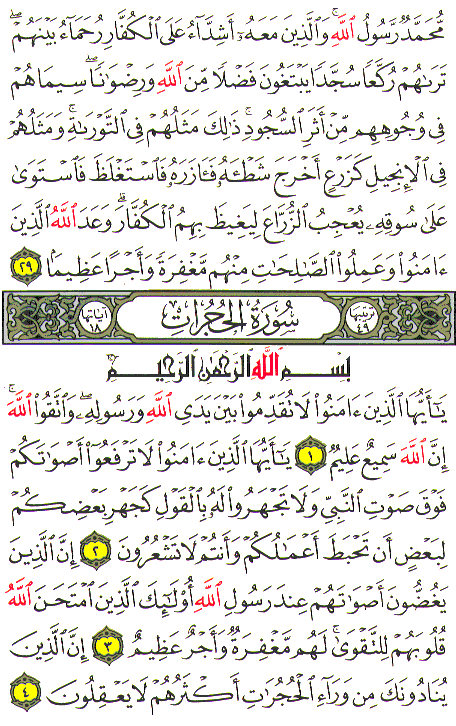 مُّحَمَّدٌ رَّسُولُ ٱللَّهِ ۚ وَٱلَّذِينَ مَعَهُۥٓ أَشِدَّآءُ عَلَى ٱلْكُفَّارِ رُحَمَآءُ بَيْنَهُمْ ۖ
تَرَىٰهُمْ رُكَّعًا سُجَّدًا يَبْتَغُونَ فَضْلًا مِّنَ ٱللَّهِ وَرِضْوَٰنًا ۖ سِيمَاهُمْ
فِى وُجُوهِهِم مِّنْ أَثَرِ ٱلسُّجُودِ ۚ ذَٰلِكَ مَثَلُهُمْ فِى ٱلتَّوْرَىٰةِ ۚ وَمَثَلُهُمْ
فِى ٱلْإِنجِيلِ كَزَرْعٍ أَخْرَجَ شَطْـَٔهُۥ فَـَٔازَرَهُۥ فَٱسْتَغْلَظَ فَٱسْتَوَىٰ
عَلَىٰ سُوقِهِۦ يُعْجِبُ ٱلزُّرَّاعَ لِيَغِيظَ بِهِمُ ٱلْكُفَّارَ ۗ وَعَدَ ٱللَّهُ ٱلَّذِينَ
ءَامَنُوا۟ وَعَمِلُوا۟ ٱلصَّـٰلِحَـٰتِ مِنْهُم مَّغْفِرَةً وَأَجْرًا عَظِيمًۢا ٢٩
ترتيبها ٤٩ سُورَةُ الحُجُرَاتِ آياتها ١٨
بِسْمِ ٱللَّهِ ٱلرَّحْمَـٰنِ ٱلرَّحِيمِ
يَـٰٓأَيُّهَا ٱلَّذِينَ ءَامَنُوا۟ لَا تُقَدِّمُوا۟ بَيْنَ يَدَىِ ٱللَّهِ وَرَسُولِهِۦ ۖ وَٱتَّقُوا۟ ٱللَّهَ ۚ
إِنَّ ٱللَّهَ سَمِيعٌ عَلِيمٌ ١ يَـٰٓأَيُّهَا ٱلَّذِينَ ءَامَنُوا۟ لَا تَرْفَعُوٓا۟ أَصْوَٰتَكُمْ
فَوْقَ صَوْتِ ٱلنَّبِىِّ وَلَا تَجْهَرُوا۟ لَهُۥ بِٱلْقَوْلِ كَجَهْرِ بَعْضِكُمْ
لِبَعْضٍ أَن تَحْبَطَ أَعْمَـٰلُكُمْ وَأَنتُمْ لَا تَشْعُرُونَ ٢ إِنَّ ٱلَّذِينَ
يَغُضُّونَ أَصْوَٰتَهُمْ عِندَ رَسُولِ ٱللَّهِ أُو۟لَـٰٓئِكَ ٱلَّذِينَ ٱمْتَحَنَ ٱللَّهُ
قُلُوبَهُمْ لِلتَّقْوَىٰ ۚ لَهُم مَّغْفِرَةٌ وَأَجْرٌ عَظِيمٌ ٣ إِنَّ ٱلَّذِينَ
يُنَادُونَكَ مِن وَرَآءِ ٱلْحُجُرَٰتِ أَكْثَرُهُمْ لَا يَعْقِلُونَ ٤